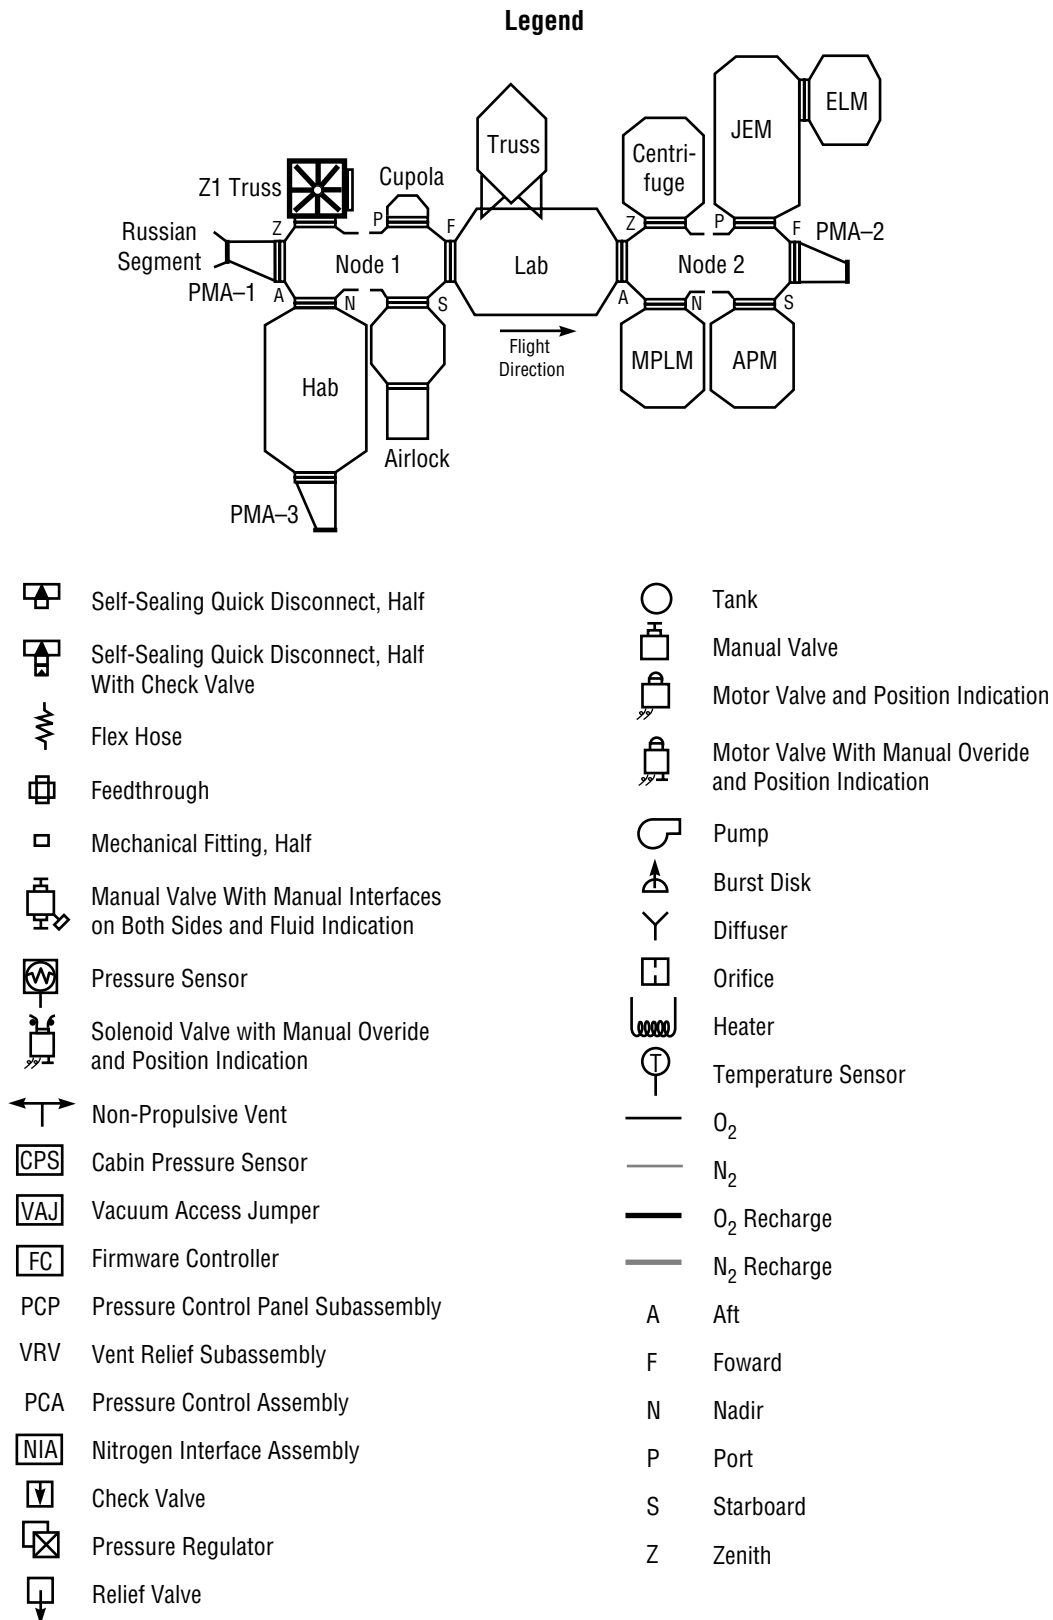 Legend
ELM
JEM
Truss
Centri-
fuge
Cupola
Z1 Truss
Z
P
F
Z
P
F
PMA–2
Russian
Segment
Node 1
Lab
Node 2
PMA–1
A
N
S
A
N
S
Flight
Direction
MPLM
APM
Hab
Airlock
PMA–3
Self-Sealing Quick Disconnect, Half
Self-Sealing Quick Disconnect, Half
With Check Valve
Flex Hose
Feedthrough
Mechanical Fitting, Half
Manual Valve With Manual Interfaces
on Both Sides and Fluid Indication
Pressure Sensor
Solenoid Valve with Manual Overide
and Position Indication
Non-Propulsive Vent
CPS Cabin Pressure Sensor
VAJ Vacuum Access Jumper
FC Firmware Controller
PCP Pressure Control Panel Subassembly
VRV Vent Relief Subassembly
PCA Pressure Control Assembly
NIA Nitrogen Interface Assembly
Check Valve
Pressure Regulator
Relief Valve
Tank
Manual Valve
Motor Valve and Position Indication
Motor Valve With Manual Overide
and Position Indication
Pump
Burst Disk
Diffuser
Orifice
Heater
T Temperature Sensor
O2
N2
O2 Recharge
N2 Recharge
A Aft
F Foward
N Nadir
P Port
S Starboard
Z Zenith